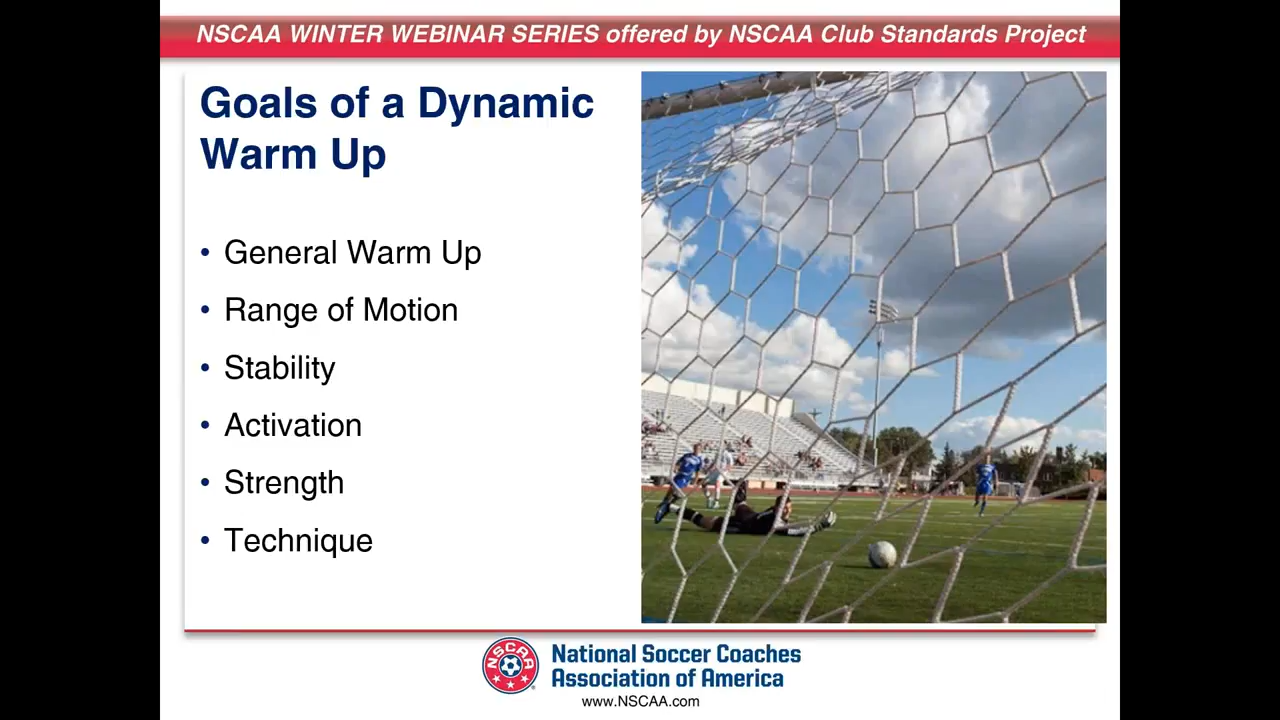 NSCAA WINTER WEBINAR SERIES offered by NSCAA Club Standards Project
Goals of a Dynamic
Warm Up
• General Warm Up
• Range of Motion
• Stability
• Activation
• Strength
• Technique
NSCAA
National Soccer Coaches
Association of America
www.NSCAA.com